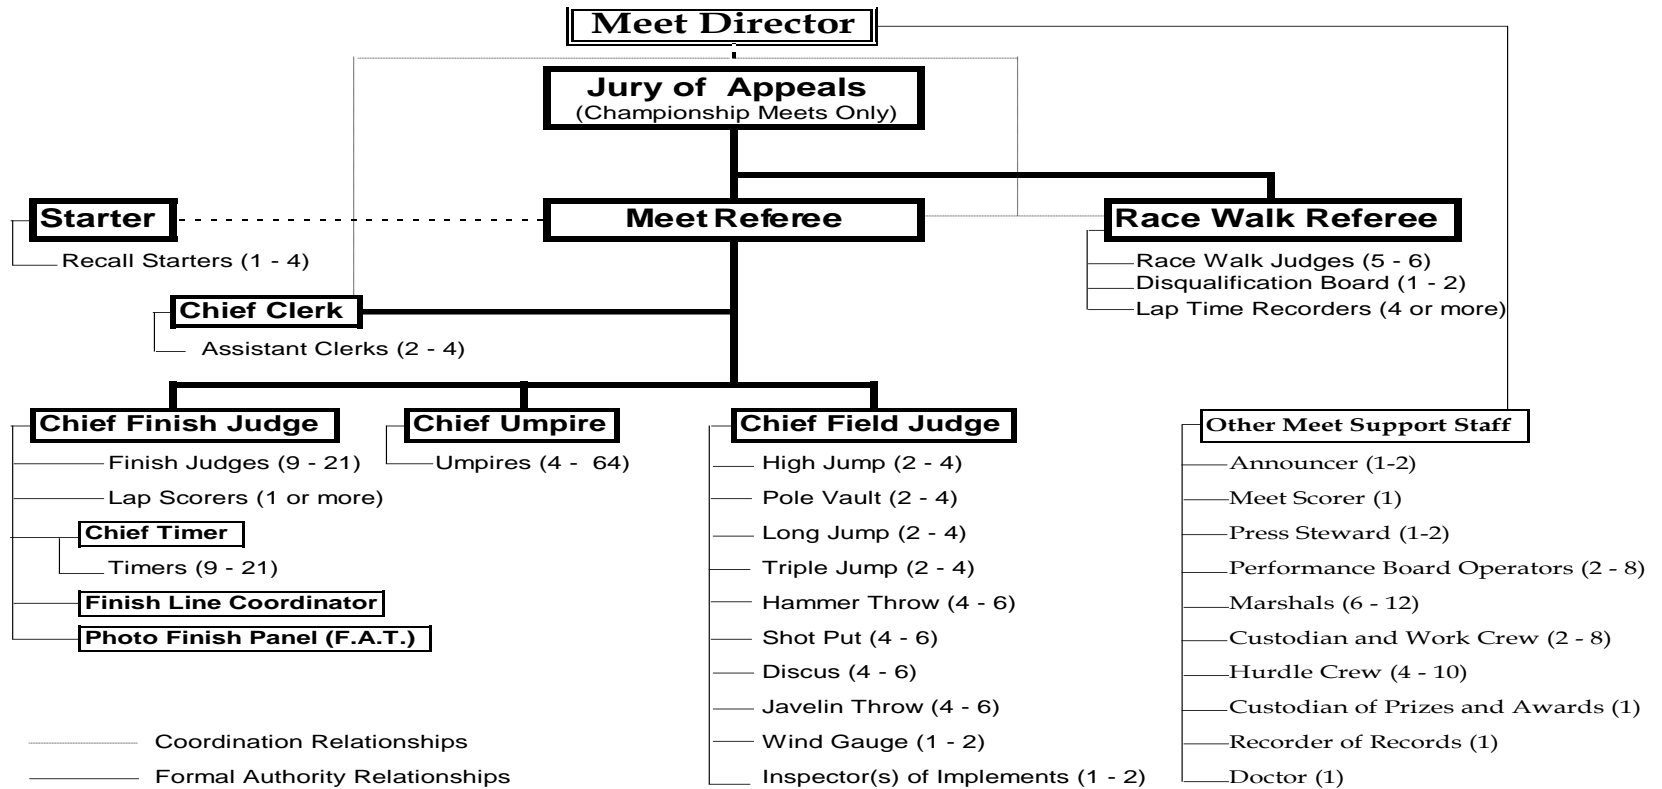 Meet Director
Jury of Appeals
(Championship Meets Only)
Starter
Meet Referee
Race Walk Referee
Recall Starters (1 - 4)
Race Walk Judges (5 - 6)
Disqualification Board (1 - 2)
Lap Time Recorders (4 or more)
Chief Clerk
Assistant Clerks (2 - 4)
Chief Finish Judge
Finish Judges (9 - 21)
Lap Scorers (1 or more)
Chief Timer
Timers (9 - 21)
Finish Line Coordinator
Photo Finish Panel (F.A.T.)
Chief Umpire
Umpires (4 - 64)
Chief Field Judge
High Jump (2 - 4)
Pole Vault (2 - 4)
Long Jump (2 - 4)
Triple Jump (2 - 4)
Hammer Throw (4 - 6)
Shot Put (4 - 6)
Discus (4 - 6)
Javelin Throw (4 - 6)
Wind Gauge (1 - 2)
Inspector(s) of Implements (1 - 2)
Other Meet Support Staff
Announcer (1-2)
Meet Scorer (1)
Press Steward (1-2)
Performance Board Operators (2 - 8)
Marshals (6 - 12)
Custodian and Work Crew (2 - 8)
Hurdle Crew (4 - 10)
Custodian of Prizes and Awards (1)
Recorder of Records (1)
Doctor (1)
Coordination Relationships
Formal Authority Relationships